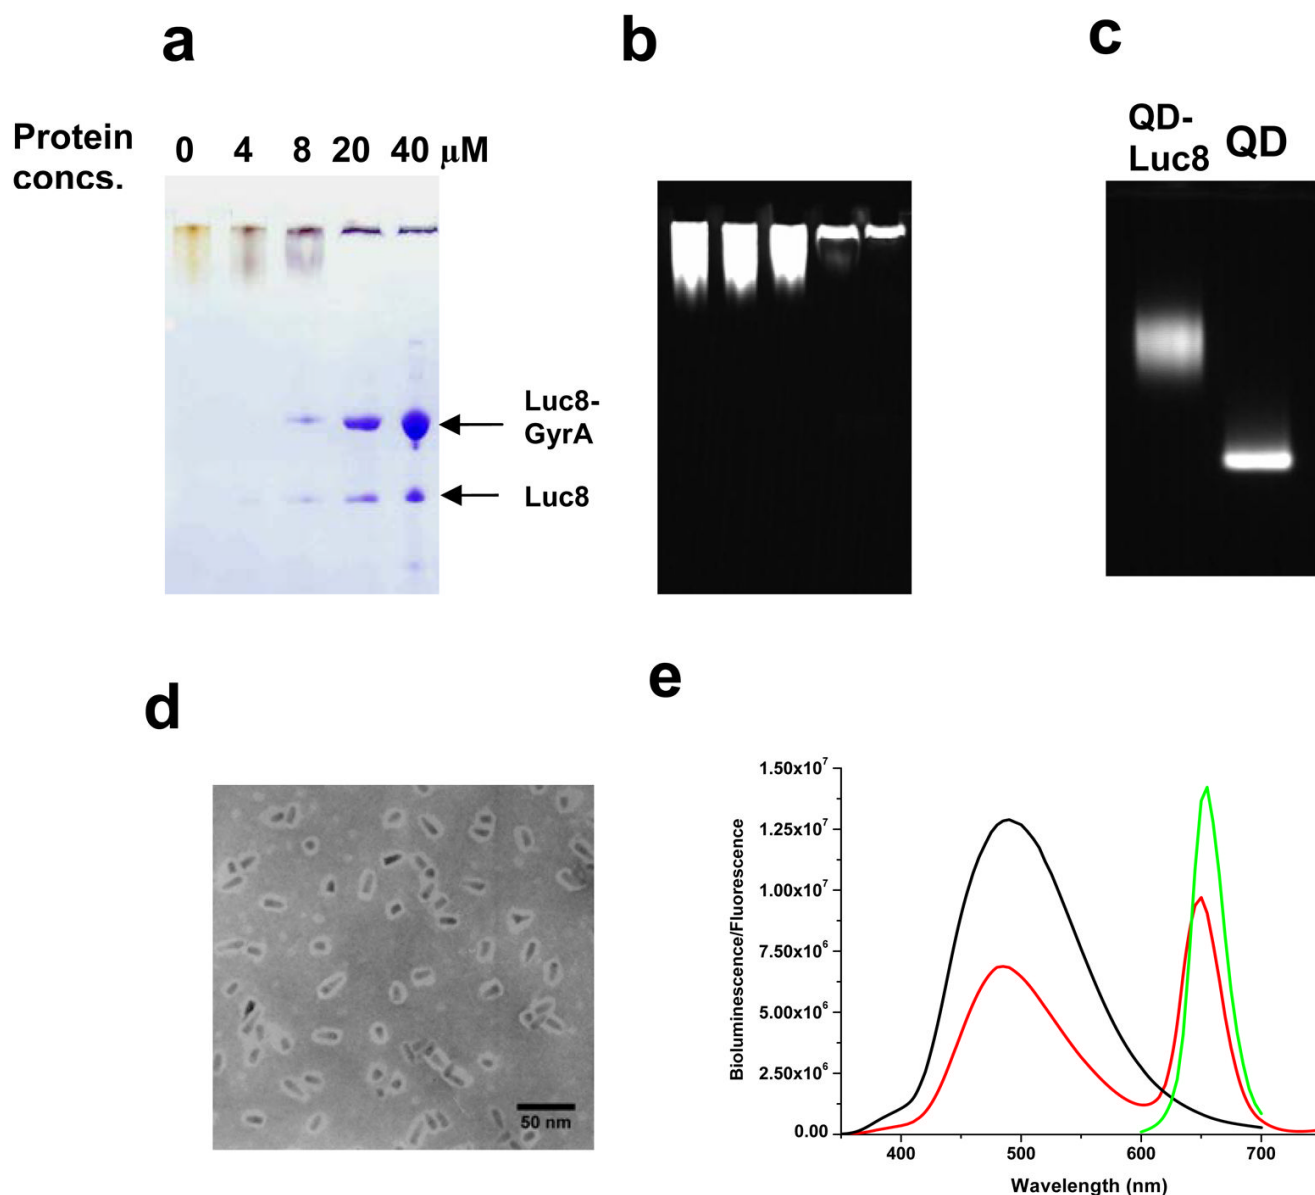 a
b
c
Protein
concs.
0 4 8 20 40 μM
QD-
Luc8
QD
Luc8-
GyrA
Luc8
d
50 nm
e
Bioluminescence/Fluorescence
1.50x10⁷
1.25x10⁷
1.00x10⁷
7.50x10⁶
5.00x10⁶
2.50x10⁶
0.00
400 500 600 700
Wavelength (nm)